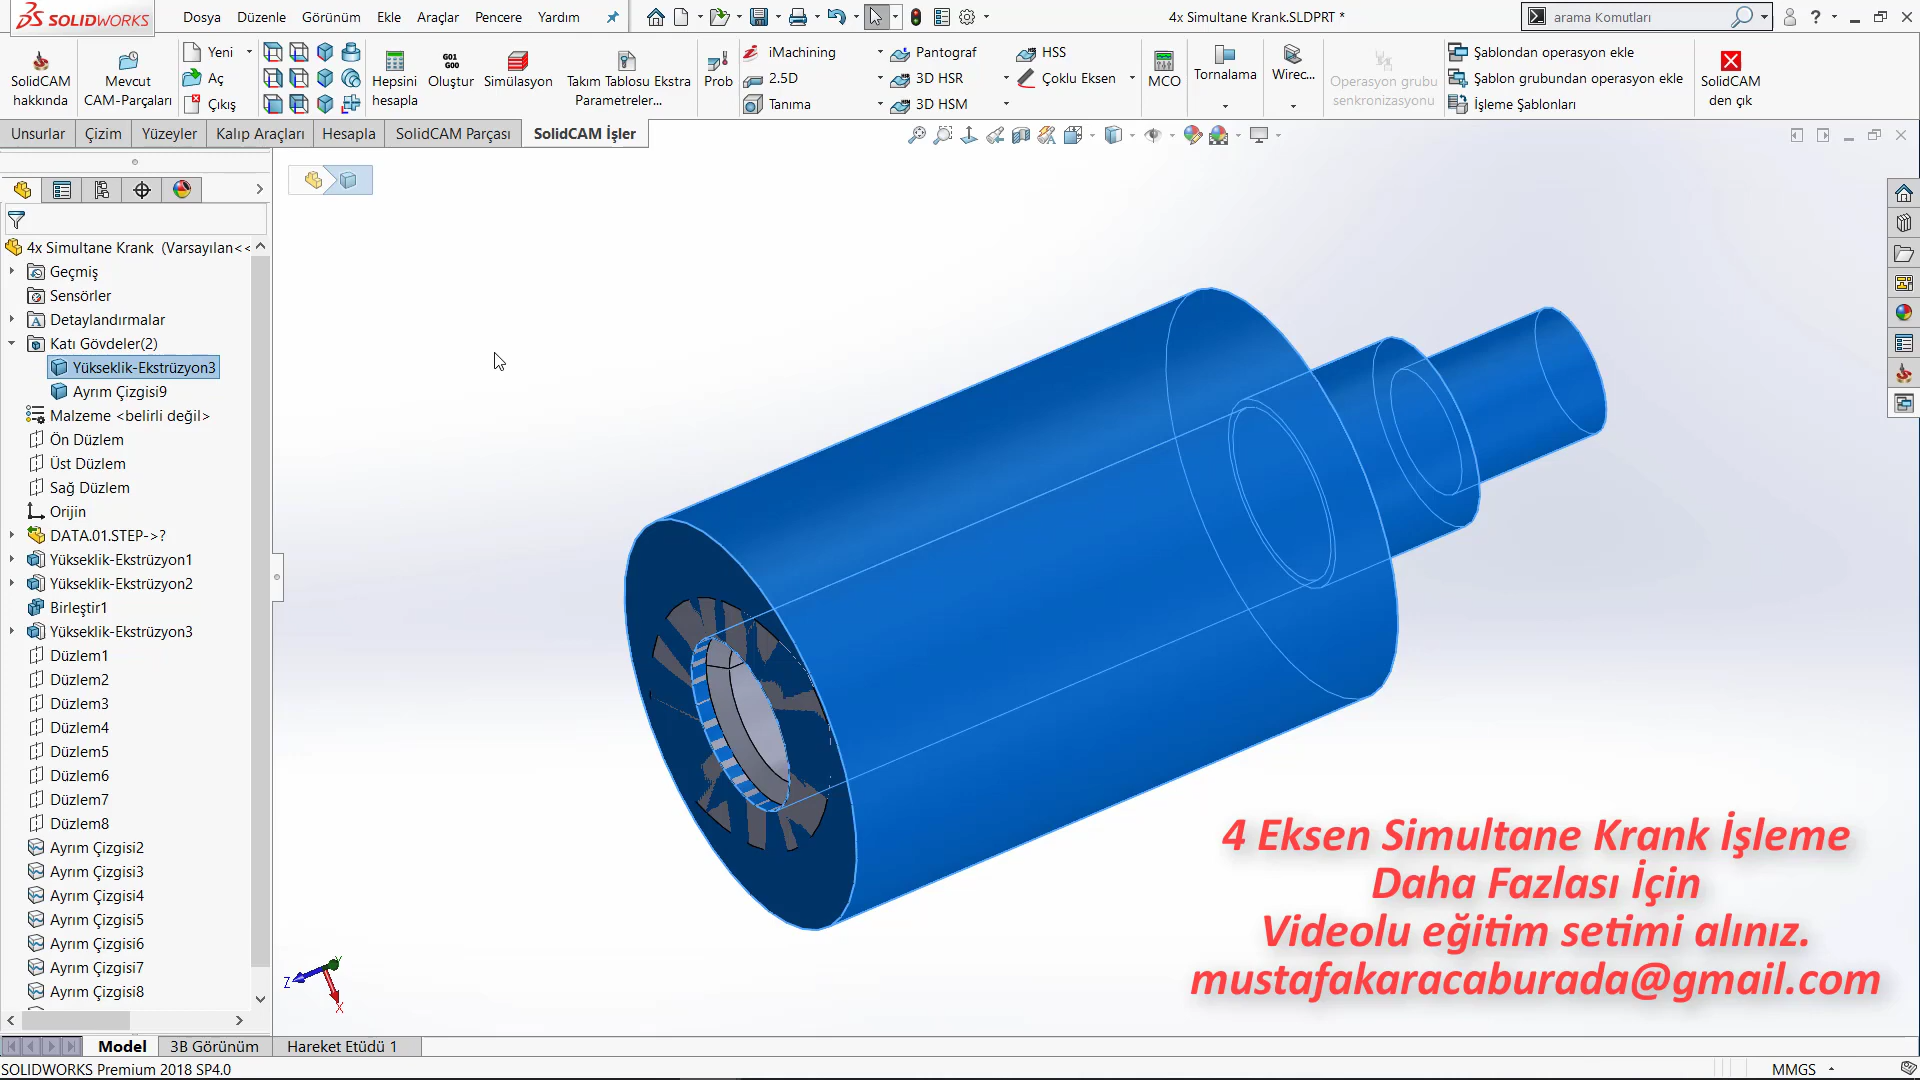 SOLIDWORKS
Dosya Düzenle Görünüm Ekle Araçlar Pencere Yardım
4x Simultane Krank.SLDPRT *
arama Komutları
SolidCAM
hakkında
Mevcut
CAM-Parçaları
Yeni
Aç
Çıkış
Hepsini
hesapla
G01
G00
Oluştur
Simülasyon
Takım Tablosu Ekstra
Parametreler...
Prob
iMachining
2.5D
Tanıma
Pantograf
3D HSR
3D HSM
HSS
Çoklu Eksen
MCO
Tornalama
Wirec...
Operasyon grubu
senkronizasyonu
Şablondan operasyon ekle
Şablon grubundan operasyon ekle
İşleme Şablonları
SolidCAM
den çık
Unsurlar Çizim Yüzeyler Kalıp Araçları Hesapla SolidCAM Parçası SolidCAM İşler
4x Simultane Krank (Varsayılan<<
Geçmiş
Sensörler
Detaylandırmalar
Katı Gövdeler(2)
Yükseklik-Ekstrüzyon3
Ayrım Çizgisi9
Malzeme <belirli değil>
Ön Düzlem
Üst Düzlem
Sağ Düzlem
Orijin
DATA.01.STEP->?
Yükseklik-Ekstrüzyon1
Yükseklik-Ekstrüzyon2
Birleştir1
Yükseklik-Ekstrüzyon3
Düzlem1
Düzlem2
Düzlem3
Düzlem4
Düzlem5
Düzlem6
Düzlem7
Düzlem8
Ayrım Çizgisi2
Ayrım Çizgisi3
Ayrım Çizgisi4
Ayrım Çizgisi5
Ayrım Çizgisi6
Ayrım Çizgisi7
Ayrım Çizgisi8
Y
Z
X
4 Eksen Simultane Krank İşleme
Daha Fazlası İçin
Videolu eğitim setimi alınız.
mustafakaracaburada@gmail.com
Model 3B Görünüm Hareket Etüdü 1
SOLIDWORKS Premium 2018 SP4.0
MMGS